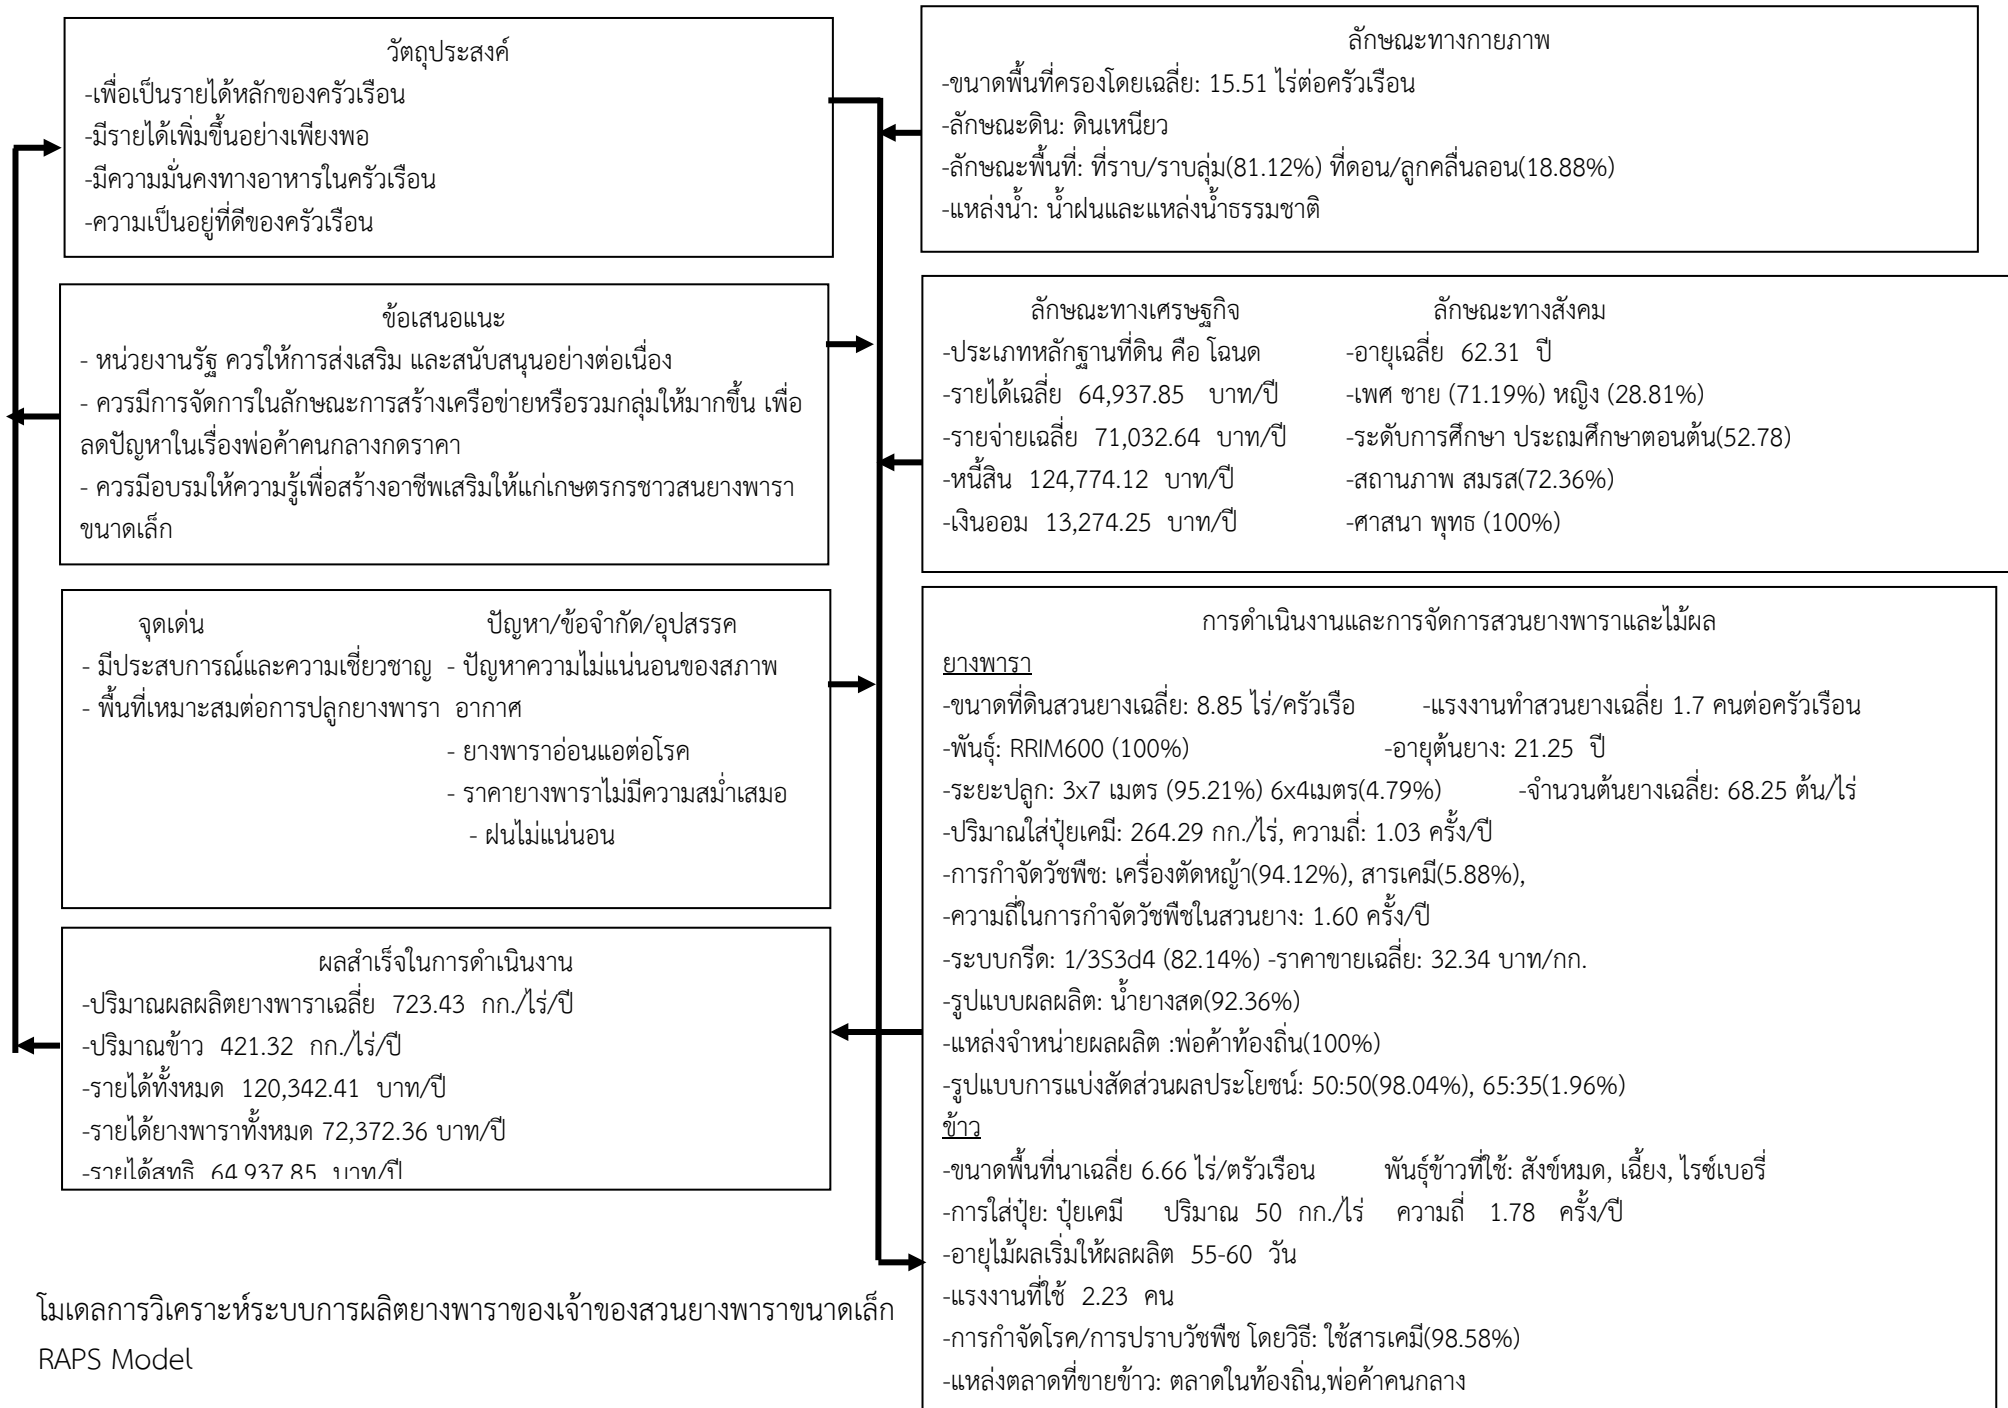 วัตถุประสงค์
-เพื่อเป็นรายได้หลักของครัวเรือน
-มีรายได้เพิ่มขึ้นอย่างเพียงพอ
-มีความมั่นคงทางอาหารในครัวเรือน
-ความเป็นอยู่ที่ดีของครัวเรือน
ข้อเสนอแนะ
- หน่วยงานรัฐ ควรให้การส่งเสริม และสนับสนุนอย่างต่อเนื่อง
- ควรมีการจัดการในลักษณะการสร้างเครือข่ายหรือรวมกลุ่มให้มากขึ้น เพื่อ
ลดปัญหาในเรื่องพ่อค้าคนกลางกดราคา
- ควรมีอบรมให้ความรู้เพื่อสร้างอาชีพเสริมให้แก่เกษตรกรชาวสนยางพารา
ขนาดเล็ก
จุดเด่น
- มีประสบการณ์และความเชี่ยวชาญ
- พื้นที่เหมาะสมต่อการปลูกยางพารา
ปัญหา/ข้อจำกัด/อุปสรรค
- ปัญหาความไม่แน่นอนของสภาพ
อากาศ
- ยางพาราอ่อนแอต่อโรค
- ราคายางพาราไม่มีความสม่ำเสมอ
- ฝนไม่แน่นอน
ผลสำเร็จในการดำเนินงาน
-ปริมาณผลผลิตยางพาราเฉลี่ย 723.43 กก./ไร่/ปี
-ปริมาณข้าว 421.32 กก./ไร่/ปี
-รายได้ทั้งหมด 120,342.41 บาท/ปี
-รายได้ยางพาราทั้งหมด 72,372.36 บาท/ปี
-รายได้สุทธิ 64,937.85 บาท/ปี
โมเดลการวิเคราะห์ระบบการผลิตยางพาราของเจ้าของสวนยางพาราขนาดเล็ก
RAPS Model
ลักษณะทางกายภาพ
-ขนาดพื้นที่ครองโดยเฉลี่ย: 15.51 ไร่ต่อครัวเรือน
-ลักษณะดิน: ดินเหนียว
-ลักษณะพื้นที่: ที่ราบ/ราบลุ่ม(81.12%) ที่ดอน/ลูกคลื่นลอน(18.88%)
-แหล่งน้ำ: น้ำฝนและแหล่งน้ำธรรมชาติ
ลักษณะทางเศรษฐกิจ
-ประเภทหลักฐานที่ดิน คือ โฉนด
-รายได้เฉลี่ย 64,937.85 บาท/ปี
-รายจ่ายเฉลี่ย 71,032.64 บาท/ปี
-หนี้สิน 124,774.12 บาท/ปี
-เงินออม 13,274.25 บาท/ปี
ลักษณะทางสังคม
-อายุเฉลี่ย 62.31 ปี
-เพศ ชาย (71.19%) หญิง (28.81%)
-ระดับการศึกษา ประถมศึกษาตอนต้น(52.78)
-สถานภาพ สมรส(72.36%)
-ศาสนา พุทธ (100%)
การดำเนินงานและการจัดการสวนยางพาราและไม้ผล
ยางพารา
-ขนาดที่ดินสวนยางเฉลี่ย: 8.85 ไร่/ครัวเรือ -แรงงานทำสวนยางเฉลี่ย 1.7 คนต่อครัวเรือน
-พันธุ์: RRIM600 (100%) -อายุต้นยาง: 21.25 ปี
-ระยะปลูก: 3x7 เมตร (95.21%) 6x4เมตร(4.79%) -จำนวนต้นยางเฉลี่ย: 68.25 ต้น/ไร่
-ปริมาณใส่ปุ๋ยเคมี: 264.29 กก./ไร่, ความถี่: 1.03 ครั้ง/ปี
-การกำจัดวัชพืช: เครื่องตัดหญ้า(94.12%), สารเคมี(5.88%),
-ความถี่ในการกำจัดวัชพืชในสวนยาง: 1.60 ครั้ง/ปี
-ระบบกรีด: 1/3S3d4 (82.14%) -ราคาขายเฉลี่ย: 32.34 บาท/กก.
-รูปแบบผลผลิต: น้ำยางสด(92.36%)
-แหล่งจำหน่ายผลผลิต :พ่อค้าท้องถิ่น(100%)
-รูปแบบการแบ่งสัดส่วนผลประโยชน์: 50:50(98.04%), 65:35(1.96%)
ข้าว
-ขนาดพื้นที่นาเฉลี่ย 6.66 ไร่/ตรัวเรือน พันธุ์ข้าวที่ใช้: สังข์หมด, เฉี้ยง, ไรซ์เบอรี่
-การใส่ปุ๋ย: ปุ๋ยเคมี ปริมาณ 50 กก./ไร่ ความถี่ 1.78 ครั้ง/ปี
-อายุไม้ผลเริ่มให้ผลผลิต 55-60 วัน
-แรงงานที่ใช้ 2.23 คน
-การกำจัดโรค/การปราบวัชพืช โดยวิธี: ใช้สารเคมี(98.58%)
-แหล่งตลาดที่ขายข้าว: ตลาดในท้องถิ่น,พ่อค้าคนกลาง